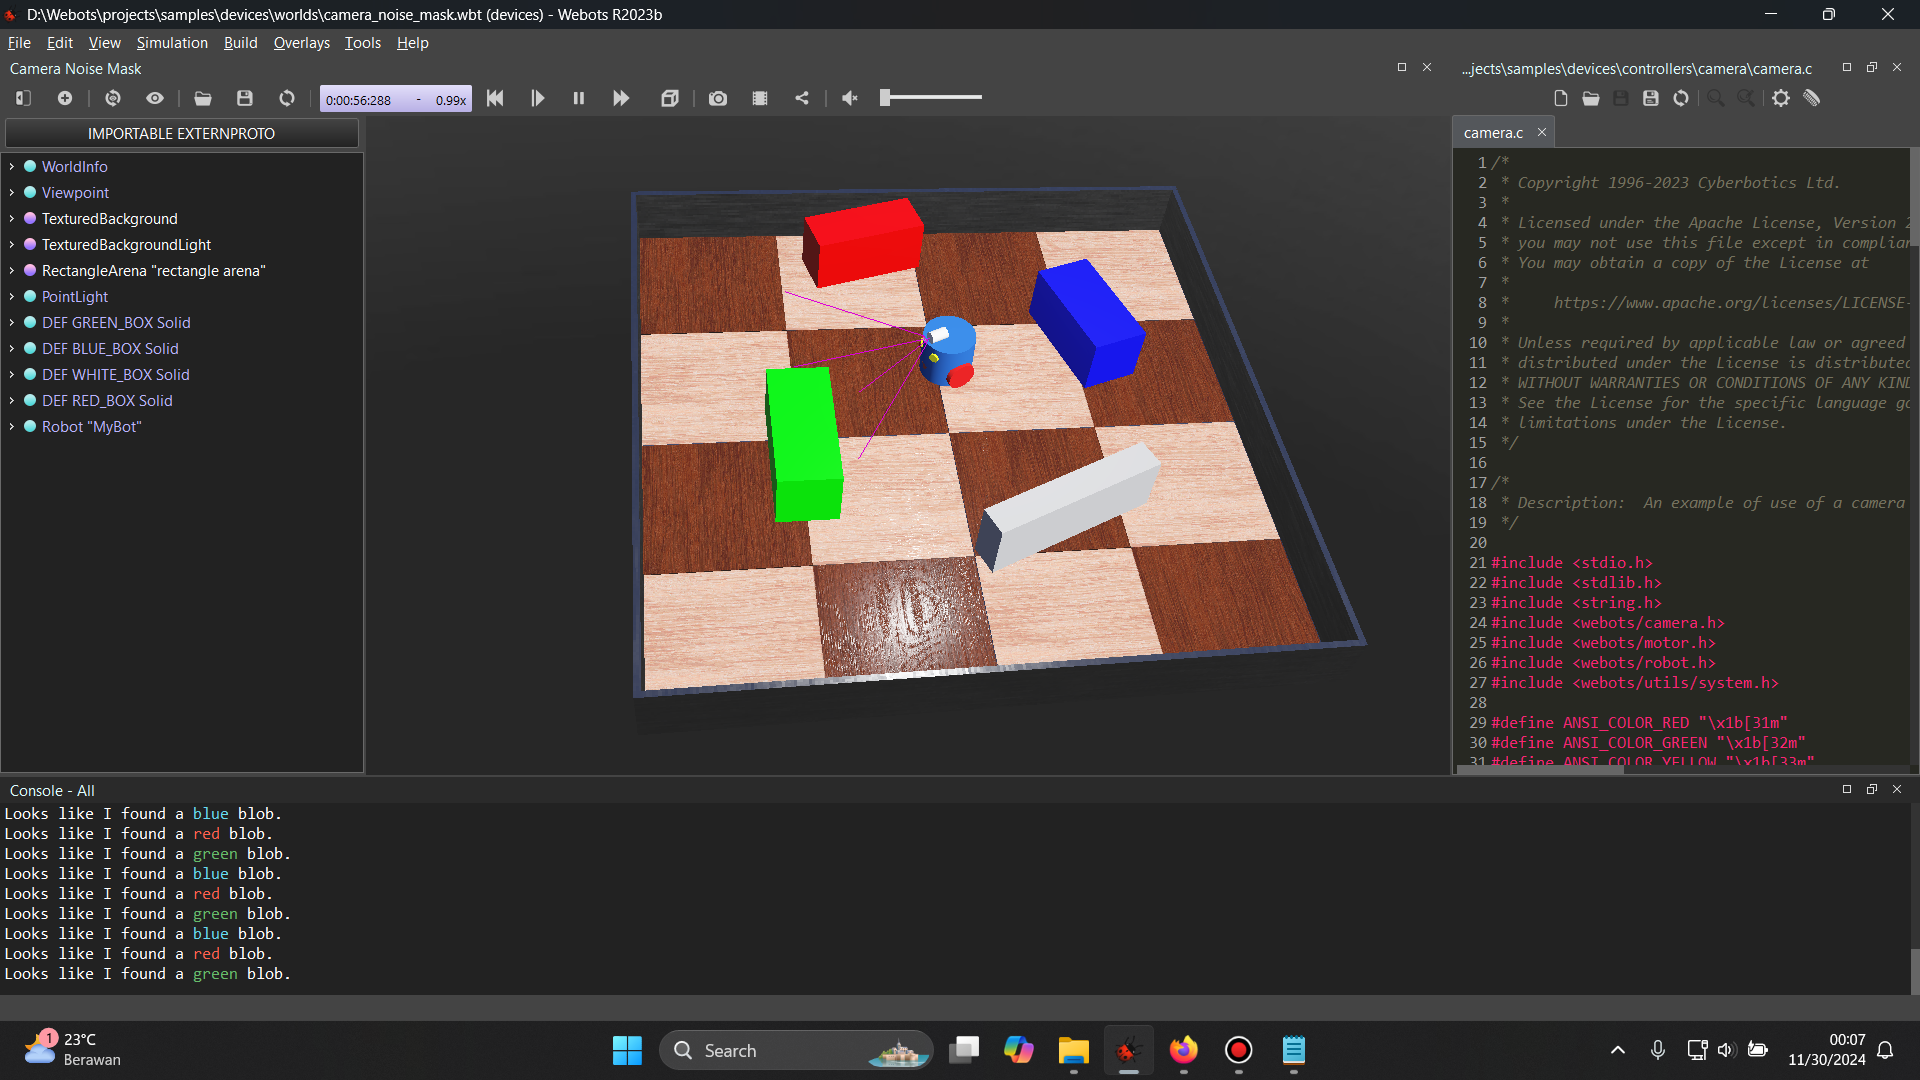 D:\Webots\projects\samples\devices\worlds\camera_noise_mask.wbt (devices) - Webots R2023b
File Edit View Simulation Build Overlays Tools Help
Camera Noise Mask
...jects\samples\devices\controllers\camera\camera.c
0:00:56:288 - 0.99x
IMPORTABLE EXTERNPROTO
WorldInfo
Viewpoint
TexturedBackground
TexturedBackgroundLight
RectangleArena "rectangle arena"
PointLight
DEF GREEN_BOX Solid
DEF BLUE_BOX Solid
DEF WHITE_BOX Solid
DEF RED_BOX Solid
Robot "MyBot"
camera.c
1 /*
2 * Copyright 1996-2023 Cyberbotics Ltd.
3 *
4 * Licensed under the Apache License, Version 2
5 * you may not use this file except in complian
6 * You may obtain a copy of the License at
7 *
8 * https://www.apache.org/licenses/LICENSE-
9 *
10 * Unless required by applicable law or agreed
11 * distributed under the License is distributed
12 * WITHOUT WARRANTIES OR CONDITIONS OF ANY KIND
13 * See the License for the specific language go
14 * limitations under the License.
15 */
16
17 /*
18 * Description:  An example of use of a camera
19 */
20
21 #include <stdio.h>
22 #include <stdlib.h>
23 #include <string.h>
24 #include <webots/camera.h>
25 #include <webots/motor.h>
26 #include <webots/robot.h>
27 #include <webots/utils/system.h>
28
29 #define ANSI_COLOR_RED "\x1b[31m"
30 #define ANSI_COLOR_GREEN "\x1b[32m"
31 #define ANSI_COLOR_YELLOW "\x1b[33m"
Console - All
Looks like I found a blue blob.
Looks like I found a red blob.
Looks like I found a green blob.
Looks like I found a blue blob.
Looks like I found a red blob.
Looks like I found a green blob.
Looks like I found a blue blob.
Looks like I found a red blob.
Looks like I found a green blob.
1
23°C
Berawan
Search
00:07
11/30/2024